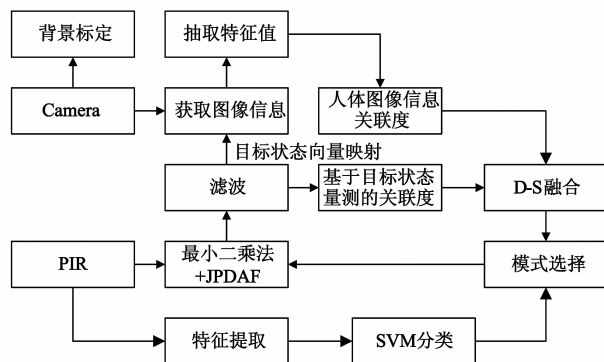 背景标定
抽取特征值
Camera
获取图像信息
人体图像信息
关联度
目标状态向量映射
滤波
基于目标状态
量测的关联度
D-S融合
PIR
最小二乘法
+JPDAF
模式选择
特征提取
SVM分类